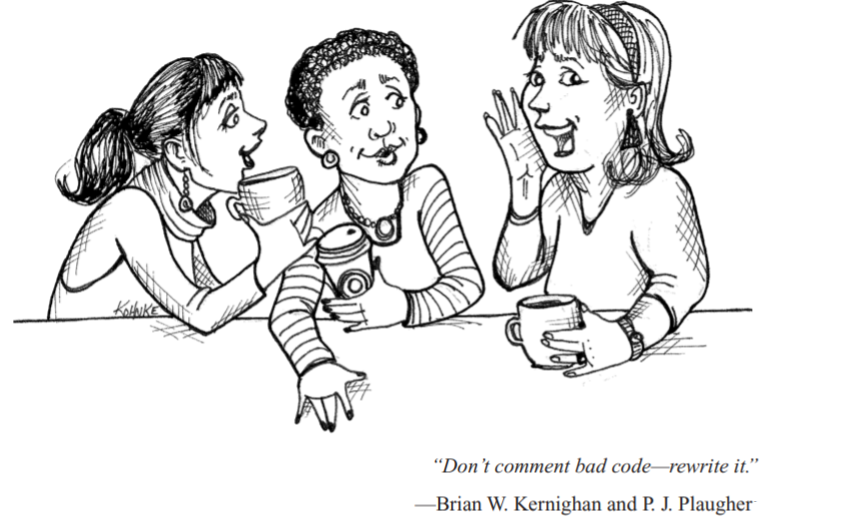 KOHNKE
“Don’t comment bad code—rewrite it.”
—Brian W. Kernighan and P. J. Plaugher